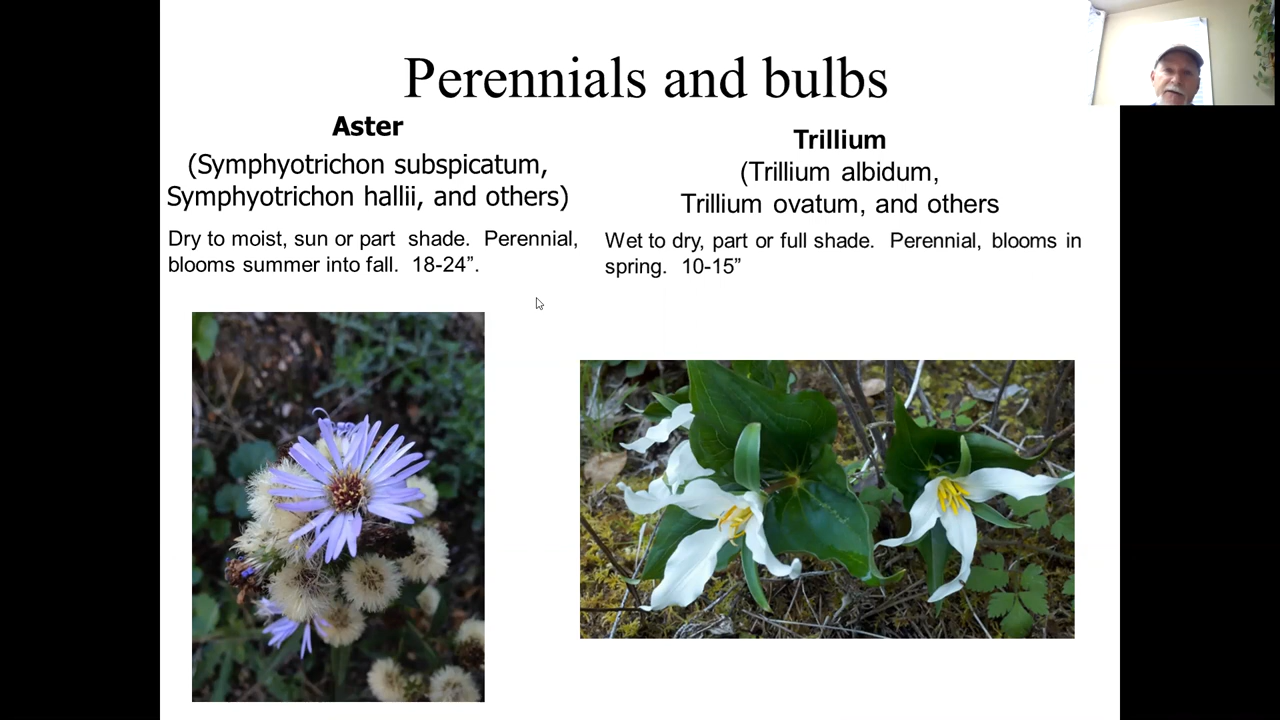 Perennials and bulbs
Aster
(Symphyotrichon subspicatum,
Symphyotrichon hallii, and others)
Dry to moist, sun or part shade. Perennial,
blooms summer into fall. 18-24”.
Trillium
(Trillium albidum,
Trillium ovatum, and others
Wet to dry, part or full shade. Perennial, blooms in
spring. 10-15”